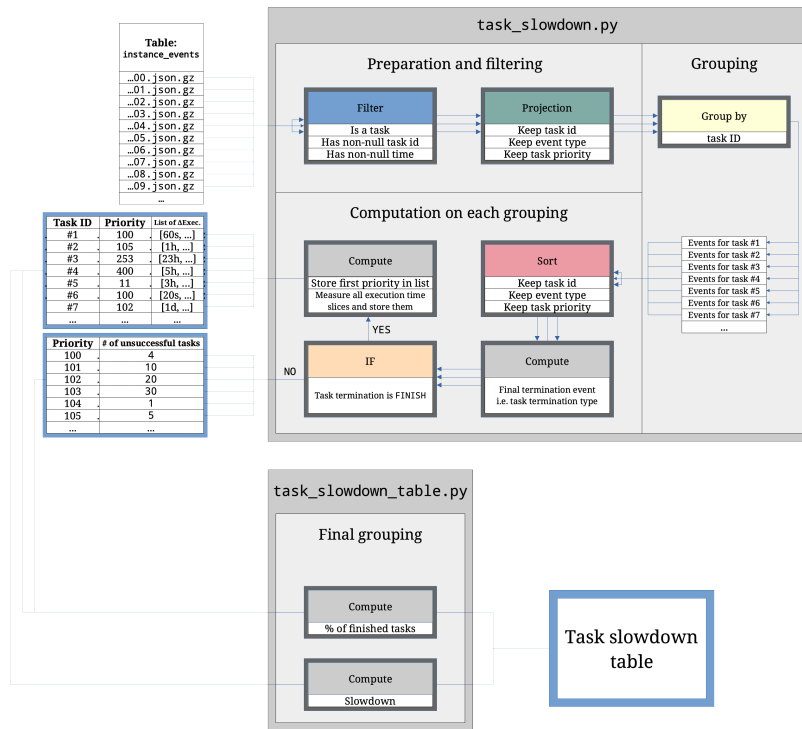 task_slowdown.py
Table:
instance_events
…00.json.gz
…01.json.gz
…02.json.gz
…03.json.gz
…04.json.gz
…05.json.gz
…06.json.gz
…07.json.gz
…08.json.gz
…09.json.gz
…
Preparation and filtering
Filter
Is a task
Has non-null task id
Has non-null time
Projection
Keep task id
Keep event type
Keep task priority
Grouping
Group by
task ID
Events for task #1
Events for task #2
Events for task #3
Events for task #4
Events for task #5
Events for task #6
Events for task #7
...
Computation on each grouping
Sort
Keep task id
Keep event type
Keep task priority
Compute
Final termination event
i.e. task termination type
IF
Task termination is FINISH
YES
NO
Compute
Store first priority in list
Measure all execution time
slices and store them
Task ID Priority List of ΔExec.
#1 100 [60s, ...]
#2 105 [1h, ...]
#3 253 [23h, ...]
#4 400 [5h, ...]
#5 11 [3h, ...]
#6 100 [20s, ...]
#7 102 [1d, ...]
... ... ...
Priority # of unsuccessful tasks
100 4
101 10
102 20
103 30
104 1
105 5
... ...
task_slowdown_table.py
Final grouping
Compute
% of finished tasks
Compute
Slowdown
Task slowdown
table